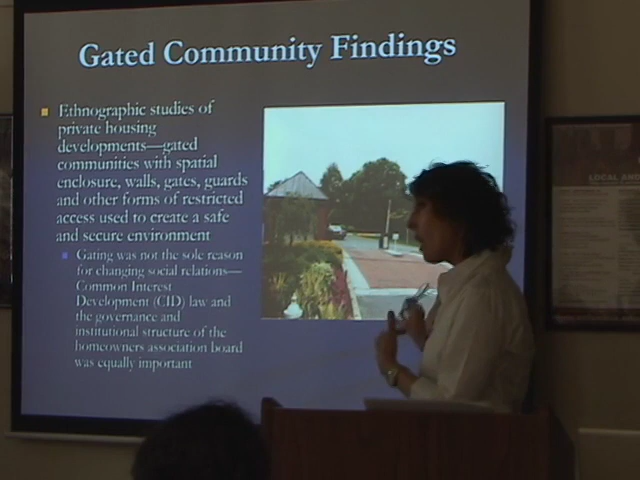 Gated Community Findings
Ethnographic studies of
private housing
developments—gated
communities with spatial
enclosure, walls, gates, guards
and other forms of restricted
access used to create a safe
and secure environment
Gating was not the sole reason
for changing social relations—
Common Interest
Development (CID) law and
the governance and
institutional structure of the
homeowners association board
was equally important
LOCAL AND